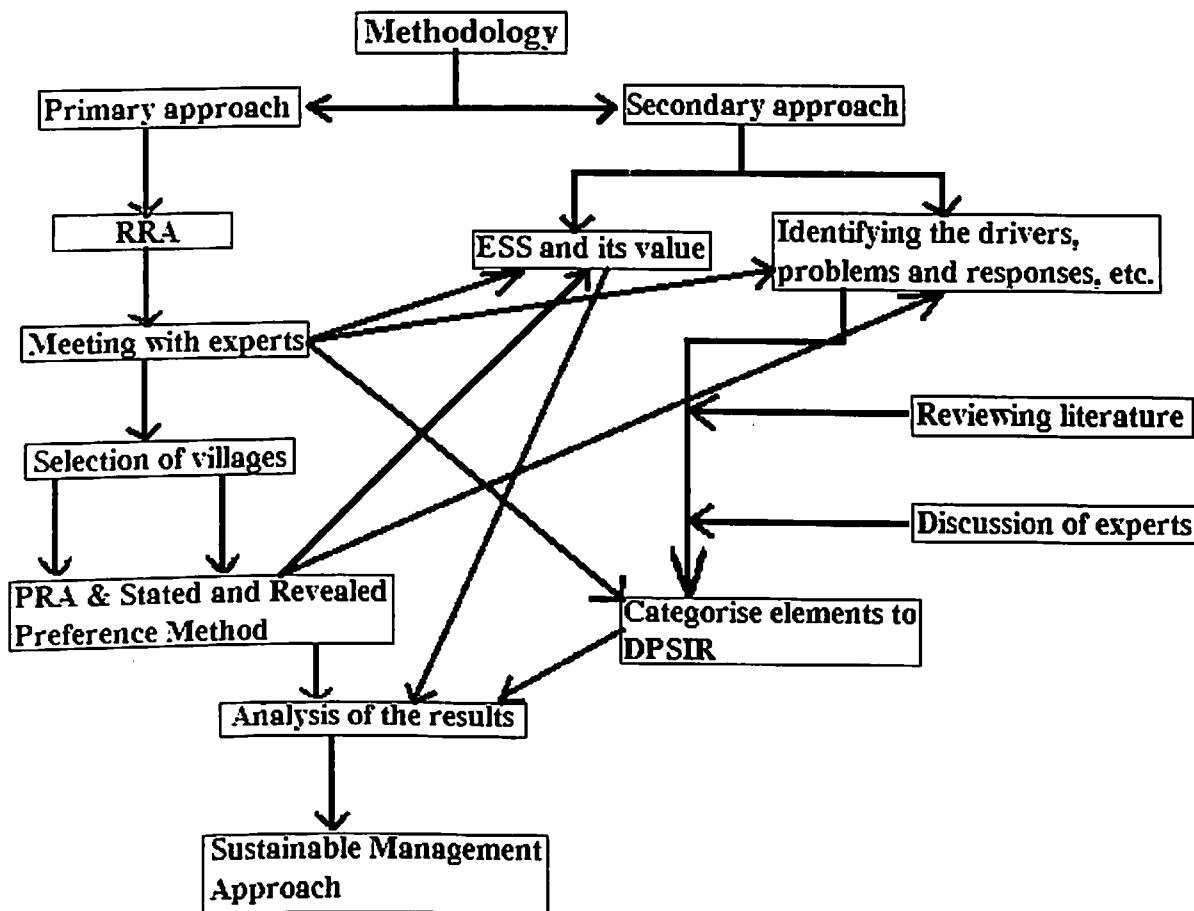 Methodology
Primary approach
Secondary approach
RRA
ESS and its value
Identifying the drivers,
problems and responses, etc.
Meeting with experts
Reviewing literature
Selection of villages
Discussion of experts
PRA & Stated and Revealed
Preference Method
Categorise elements to
DPSIR
Analysis of the results
Sustainable Management
Approach